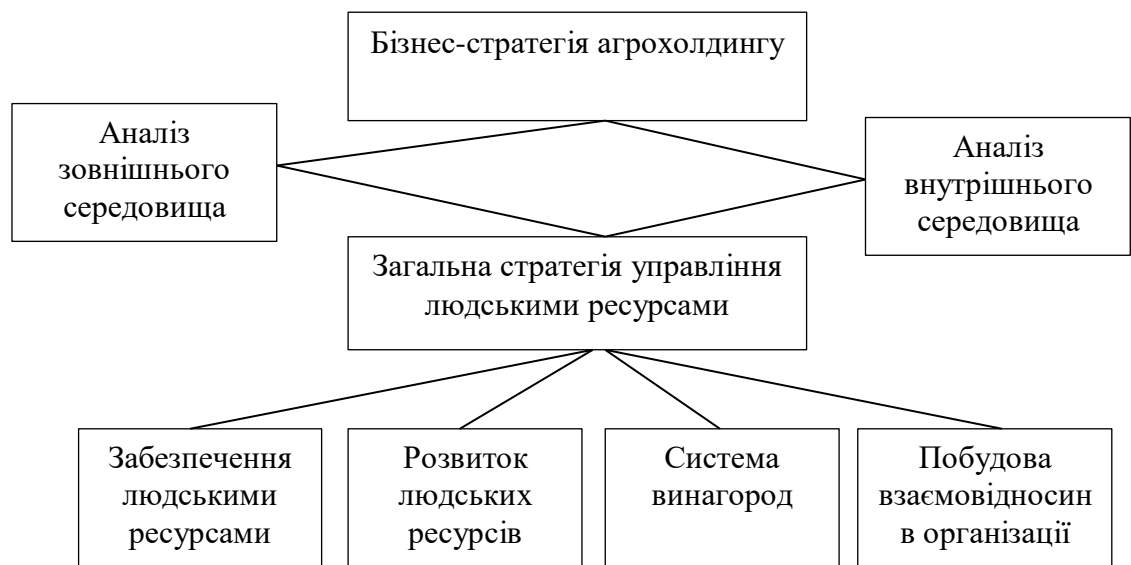 Бізнес-стратегія агрохолдингу
Аналіз
зовнішнього
середовища
Аналіз
внутрішнього
середовища
Загальна стратегія управління
людськими ресурсами
Забезпечення
людськими
ресурсами
Розвиток
людських
ресурсів
Система
винагород
Побудова
взаємовідносин
в організації